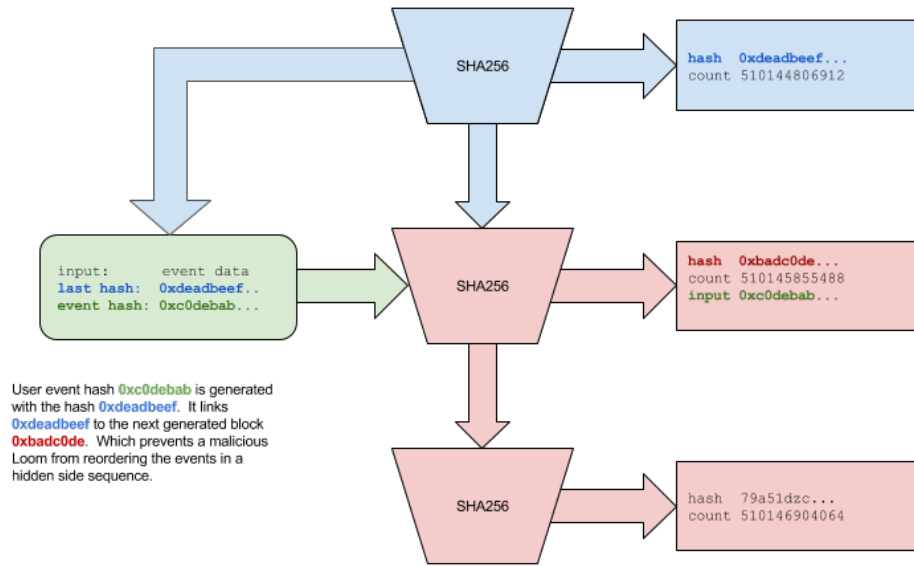 SHA256
hash  0xdeadbeef...
count 510144806912
input:      event data
last hash:  0xdeadbeef..
event hash: 0xc0debab...
SHA256
hash  0xbadc0de...
count 510145855488
input 0xc0debab...
User event hash 0xc0debab is generated
with the hash 0xdeadbeef.  It links
0xdeadbeef to the next generated block
0xbadc0de.  Which prevents a malicious
Loom from reordering the events in a
hidden side sequence.
SHA256
hash  79a51dzc...
count 510146904064